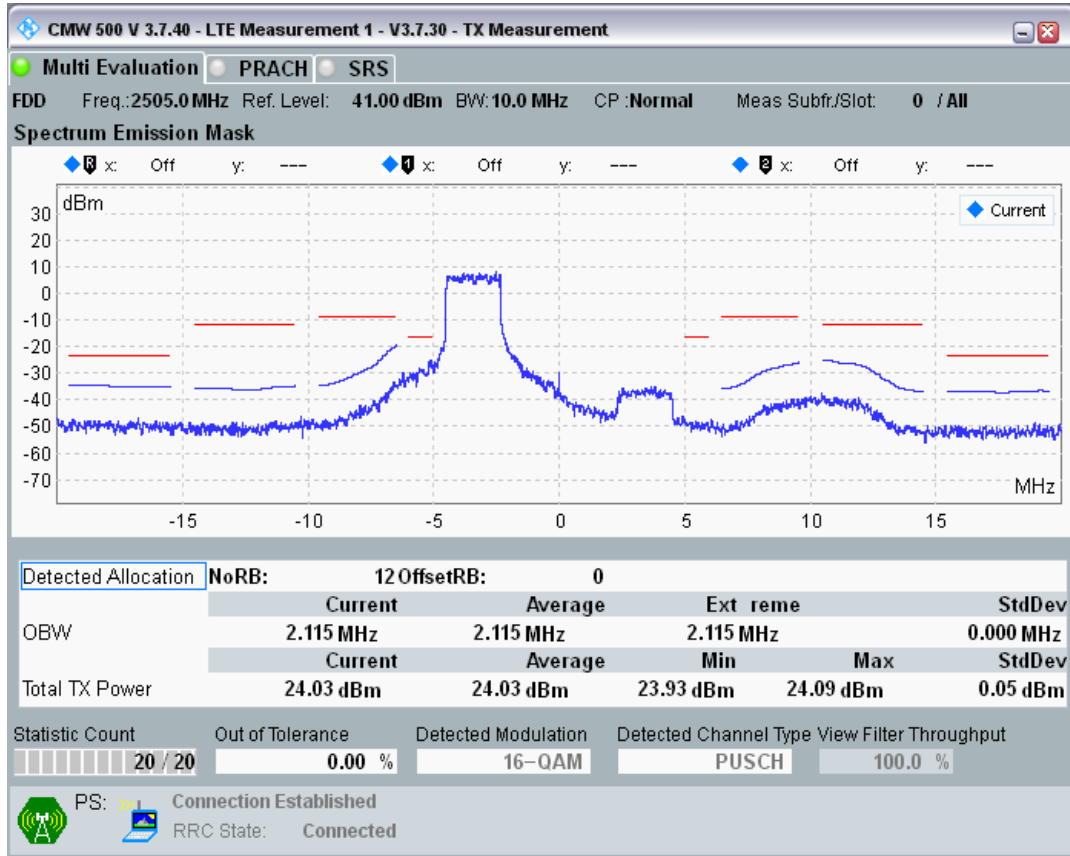 CMW 500 V 3.7.40 - LTE Measurement 1 - V3.7.30 - TX Measurement
Multi Evaluation PRACH SRS
FDD Freq.:2505.0 MHz Ref. Level: 41.00 dBm BW: 10.0 MHz CP :Normal Meas Subfr./Slot: 0 / All
Spectrum Emission Mask
R x: Off y: --- 1 x: Off y: --- 2 x: Off y: ---
dBm
Current
30
20
10
0
-10
-20
-30
-40
-50
-60
-70
MHz
-15 -10 -5 0 5 10 15
Detected Allocation NoRB: 12 OffsetRB: 0
Current Average Ext reme StdDev
OBW 2.115 MHz 2.115 MHz 2.115 MHz 0.000 MHz
Current Average Min Max StdDev
Total TX Power 24.03 dBm 24.03 dBm 23.93 dBm 24.09 dBm 0.05 dBm
Statistic Count Out of Tolerance Detected Modulation Detected Channel Type View Filter Throughput
20 / 20 0.00 % 16-QAM PUSCH 100.0 %
PS: Connection Established
RRC State: Connected